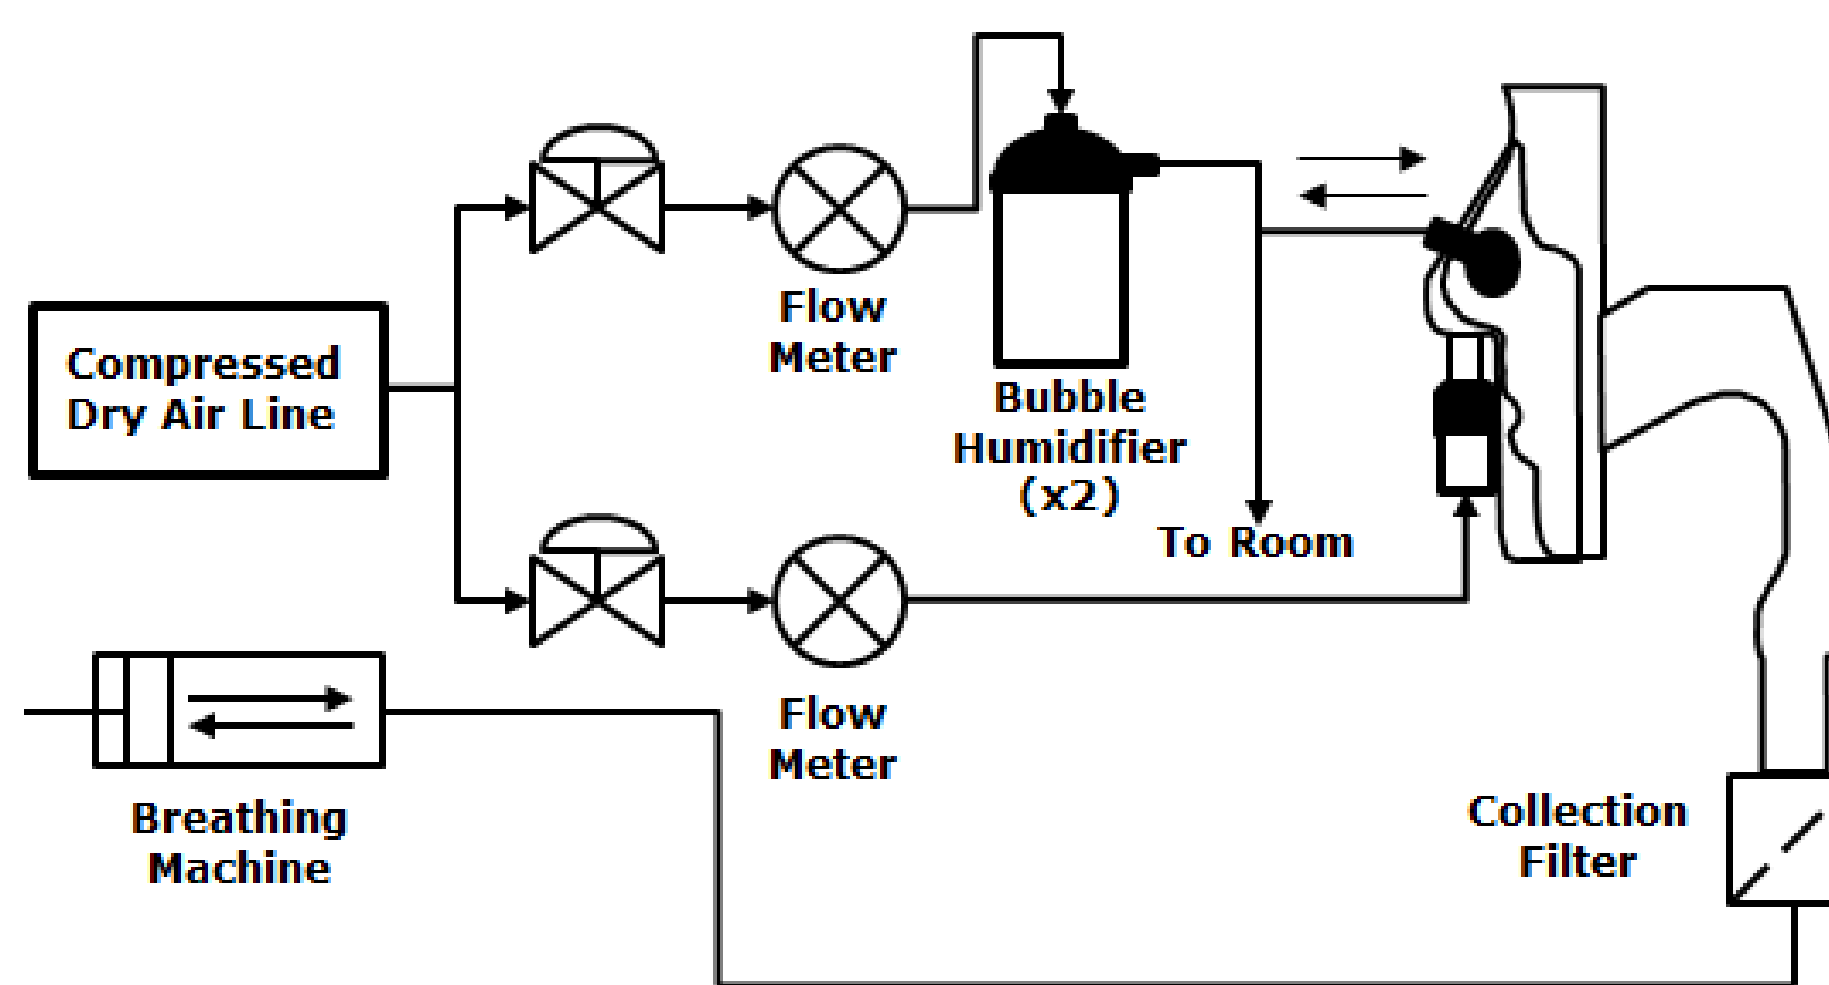 Compressed
Dry Air Line
Flow
Meter
Bubble
Humidifier
(x2)
To Room
Flow
Meter
Breathing
Machine
Collection
Filter